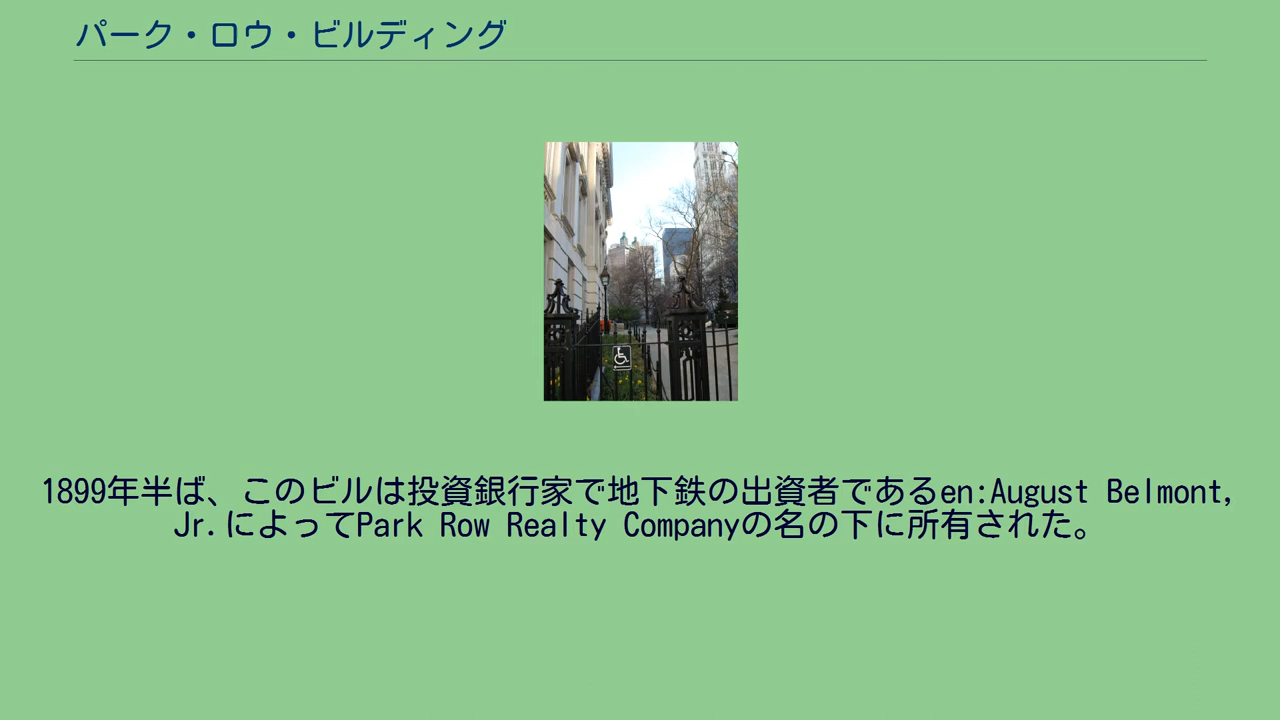 パーク・ロウ・ビルディング
1899年半ば、このビルは投資銀行家で地下鉄の出資者であるen:August Belmont,
Jr.によってPark Row Realty Companyの名の下に所有された。